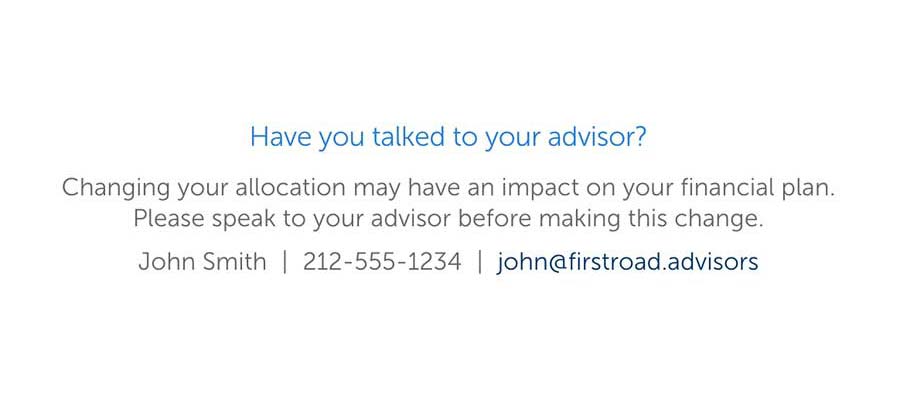 Have you talked to your advisor?
Changing your allocation may have an impact on your financial plan.
Please speak to your advisor before making this change.
John Smith | 212-555-1234 | john@firstroad.advisors